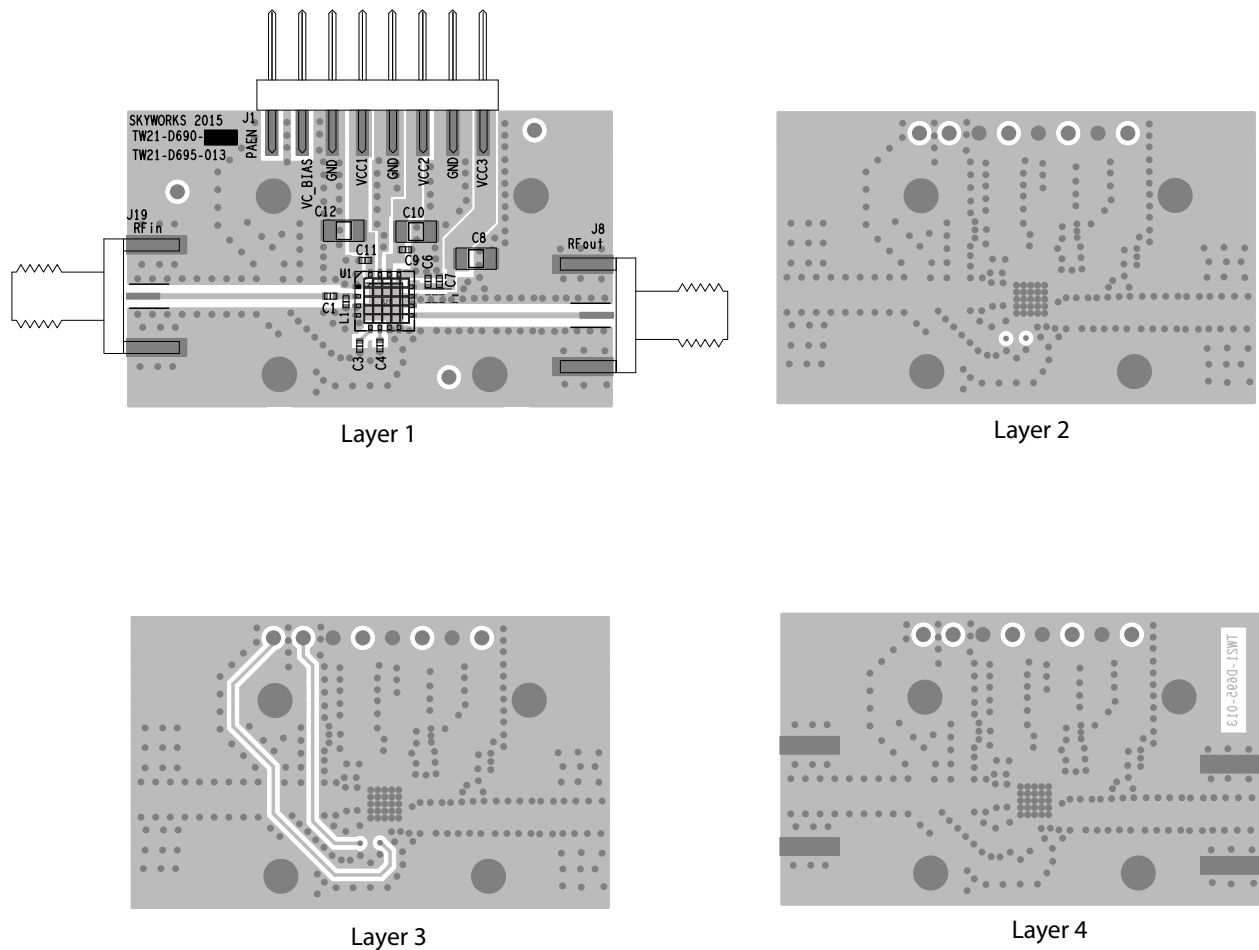 SKYWORKS 2015
TW21-D690-
TW21-D695-013
J1
PAEN
VC_BIAS
GND
VCC1
GND
VCC2
GND
VCC3
J19
RFin
J8
RFout
C12
C10
C8
C11
C9
C6
C7
U1
C1
L1
C3
C4
Layer 1
Layer 2
Layer 3
TW21-D695-013
Layer 4